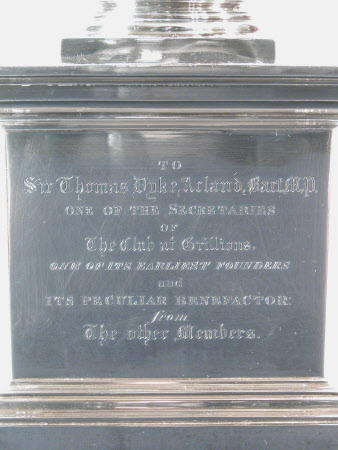 TO
Sir Thomas Dyke, Acland, Bart. M.P.
ONE OF THE SECRETARIES
OF
The Club at Grillions,
ONE OF ITS EARLIEST FOUNDERS
and
ITS PECULIAR BENEFACTOR:
from
The other Members.